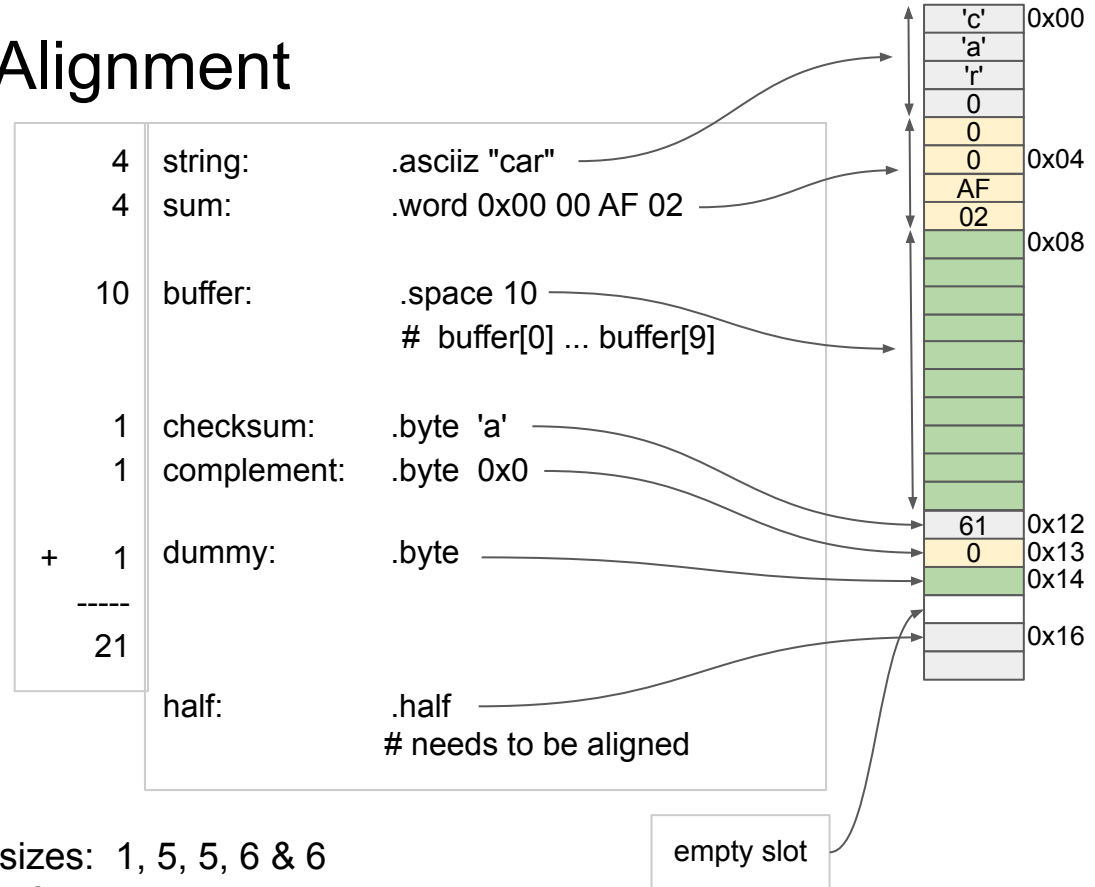 Alignment
4 string: .asciiz "car"
4 sum: .word 0x00 00 AF 02
10 buffer: .space 10
# buffer[0] ... buffer[9]
1 checksum: .byte 'a'
1 complement: .byte 0x0
+ 1 dummy: .byte
-----
21
half: .half
# needs to be aligned
sizes: 1, 5, 5, 6 & 6
empty slot
'c' 0x00
'a'
'r'
0
0
0 0x04
AF
02
0x08
61 0x12
0 0x13
0x14
0x16